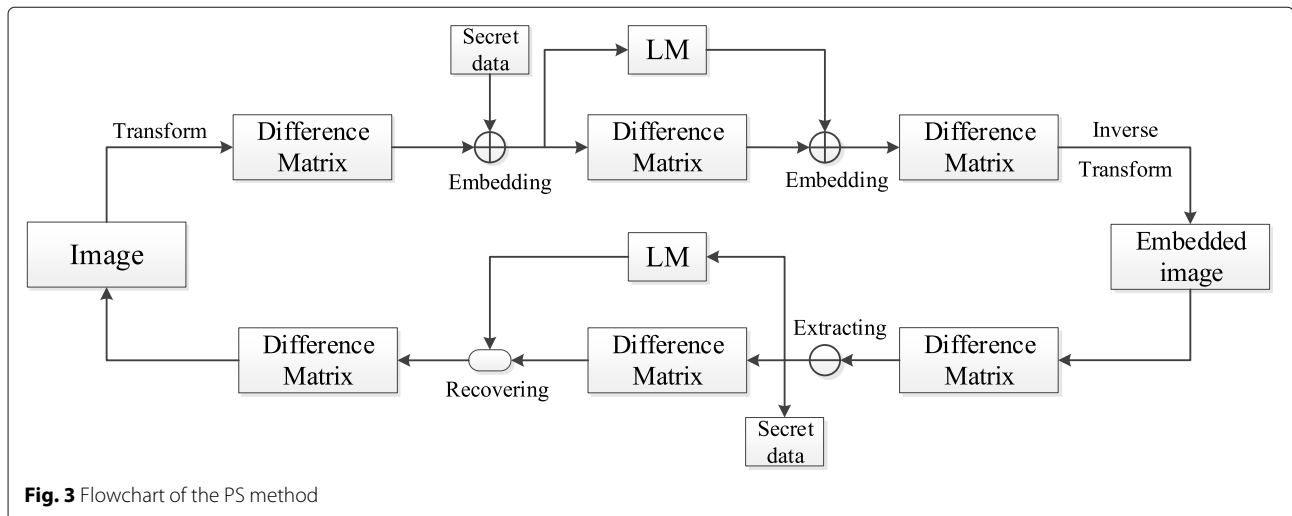 Secret
data
LM
Transform
Difference
Matrix
Embedding
Difference
Matrix
Embedding
Difference
Matrix
Inverse
Transform
Image
LM
Embedded
image
Difference
Matrix
Recovering
Difference
Matrix
Extracting
Difference
Matrix
Secret
data
Fig. 3 Flowchart of the PS method